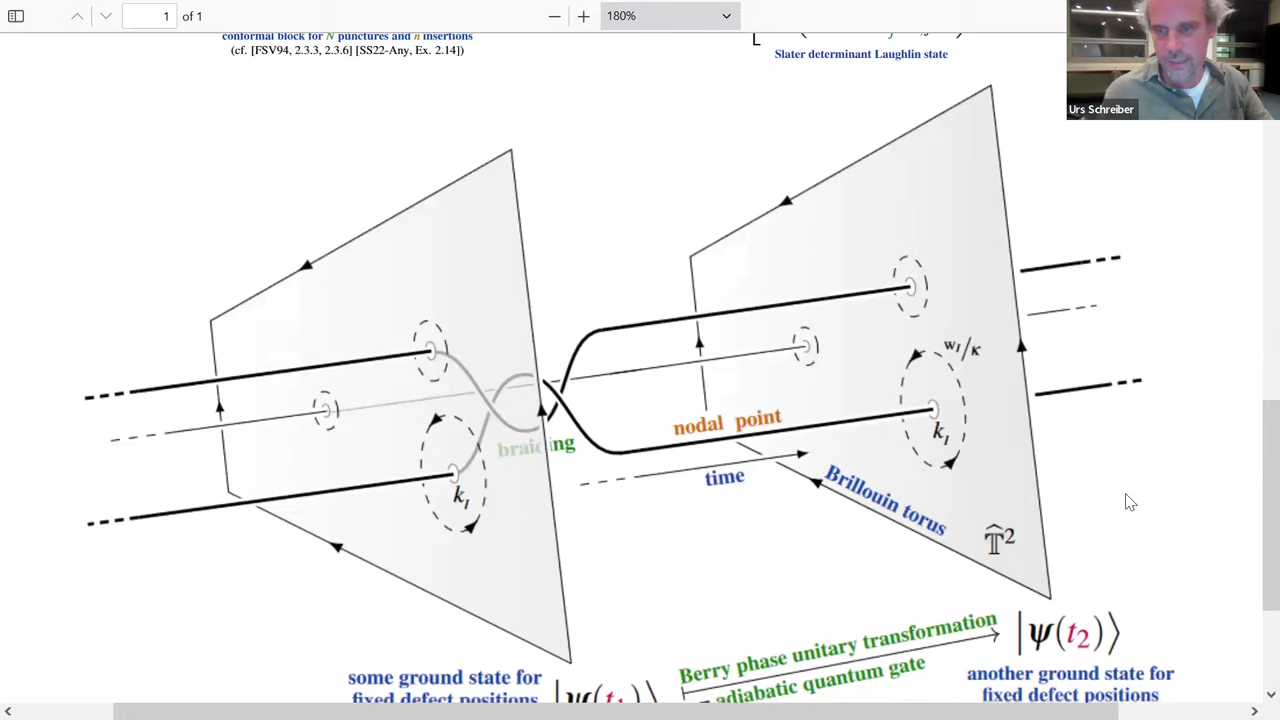 1 of 1
180%
conformal block for N punctures and n insertions
(cf. [FSV94, 2.3.3, 2.3.6] [SS22-Any, Ex. 2.14])
Slater determinant Laughlin state
Urs Schreiber
w_I/κ
nodal point
k_I
braiding
time
k_I
Brillouin torus
𝕋̂²
Berry phase unitary transformation
|ψ(t₂)⟩
some ground state for
fixed defect positions
|ψ(t₁)⟩
adiabatic quantum gate
another ground state for
fixed defect positions